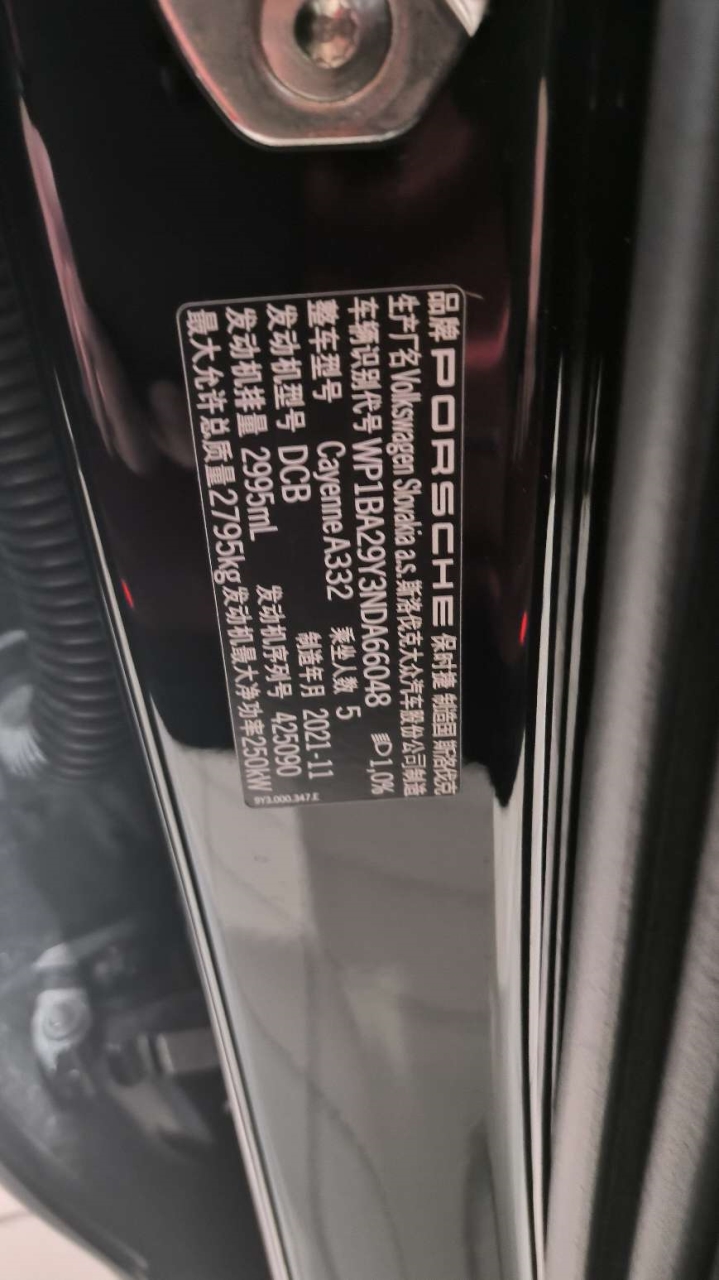 品牌 PORSCHE 保时捷 制造国 斯洛伐克
生产厂名 Volkswagen Slovakia a.s. 斯洛伐克大众汽车股份公司制造
车辆识别代号 WP1BA29Y3NDA66048 1,0%
整车型号 Cayenne A332 乘坐人数 5
发动机型号 DCB 制造年月 2021-11
发动机排量 2995mL 发动机序列号 425090
最大允许总质量 2795kg 发动机最大净功率 250kW
9Y3.000.347.E